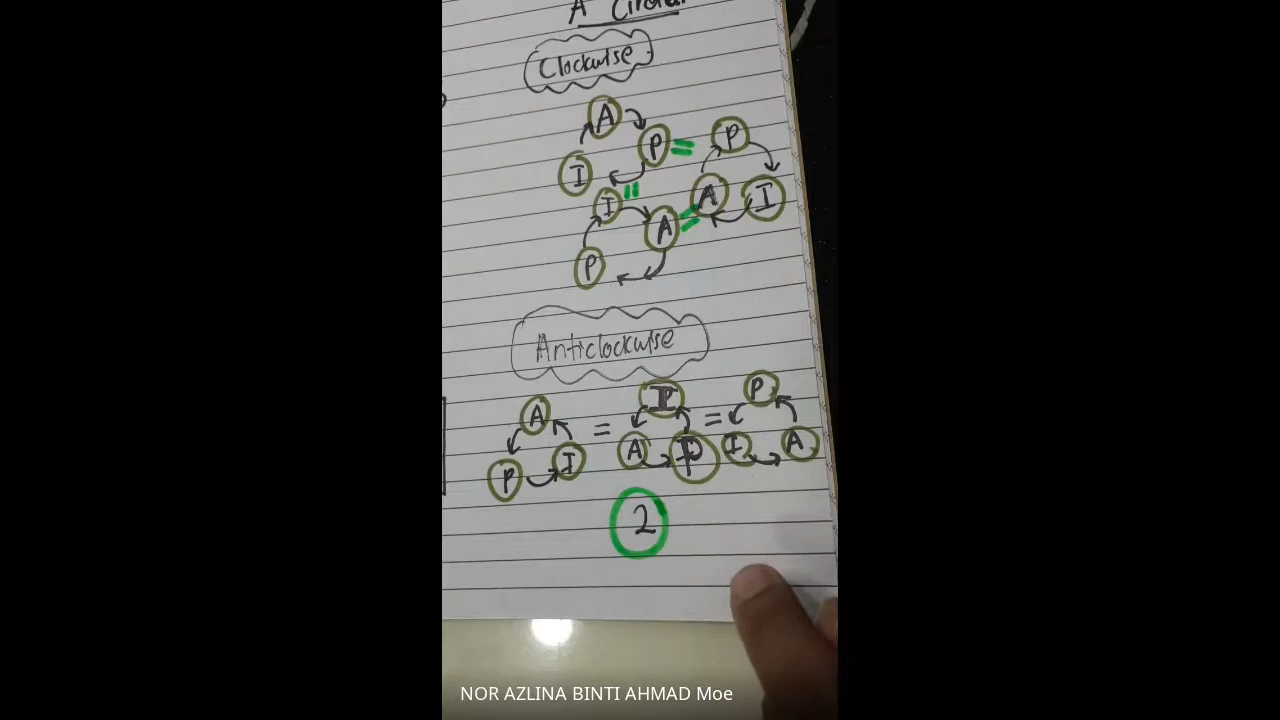 A
Clockwise
A
P = P
I
I
A = A I
P
Anticlockwise
A = = P
P I A I A
2
NOR AZLINA BINTI AHMAD Moe